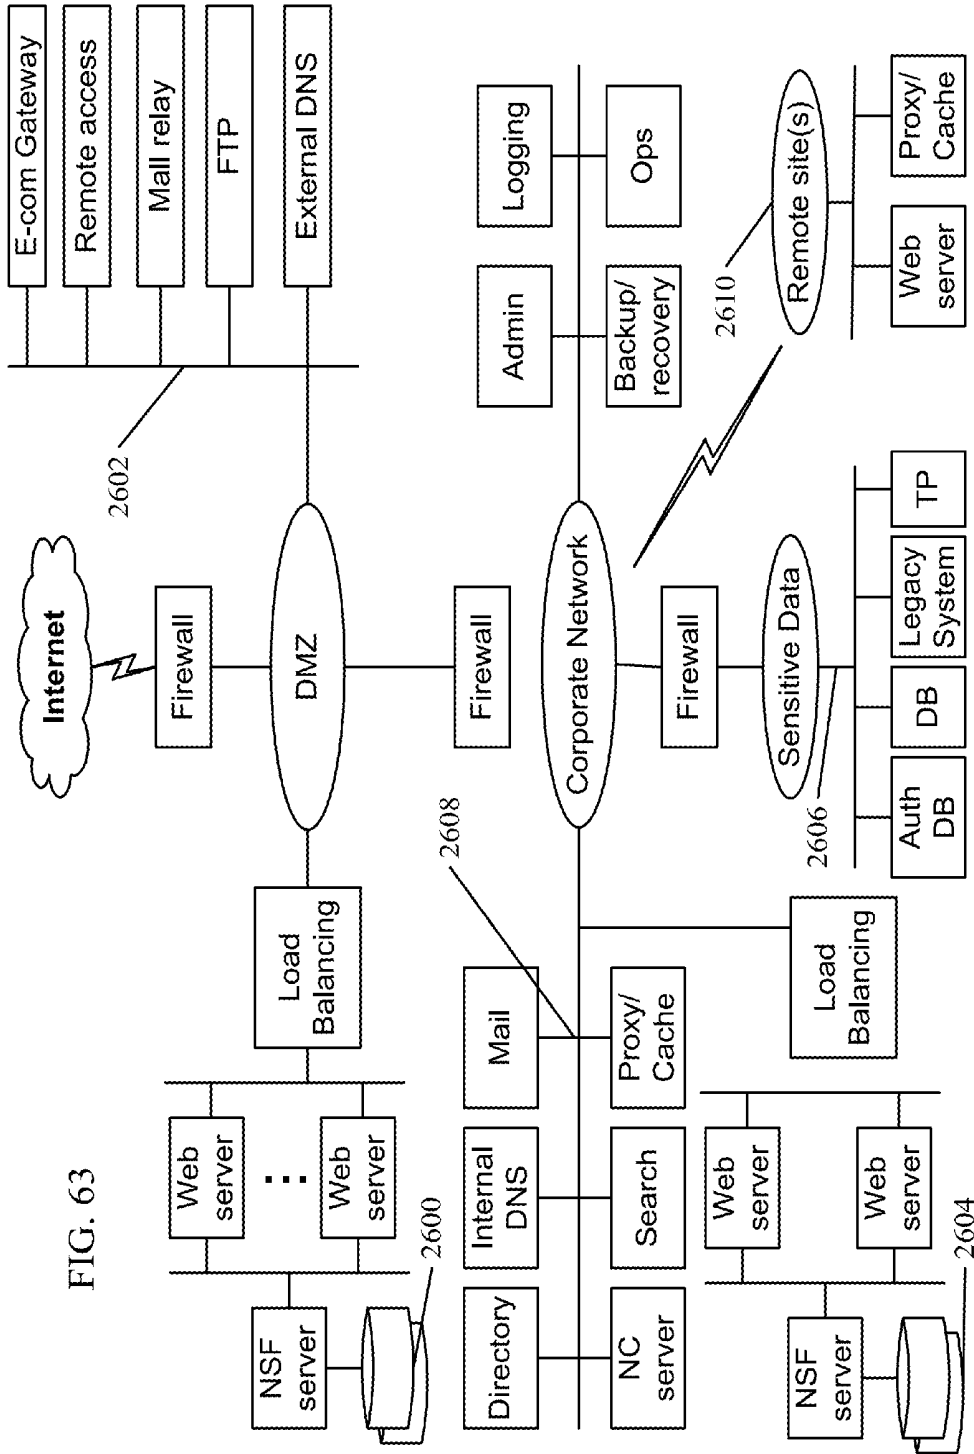 FIG. 63
Internet
Firewall
2602
E-com Gateway
Remote access
Mall relay
FTP
External DNS
NSF
server
2600
Web
server
...
Web
server
Load
Balancing
DMZ
Firewall
2608
Directory
Internal
DNS
Mail
NC
server
Search
Proxy/
Cache
Corporate Network
Admin
Logging
Backup/
recovery
Ops
Firewall
2610
Remote site(s)
Web
server
Proxy/
Cache
Sensitive Data
2606
Auth
DB
DB
Legacy
System
TP
Load
Balancing
Web
server
Web
server
NSF
server
2604